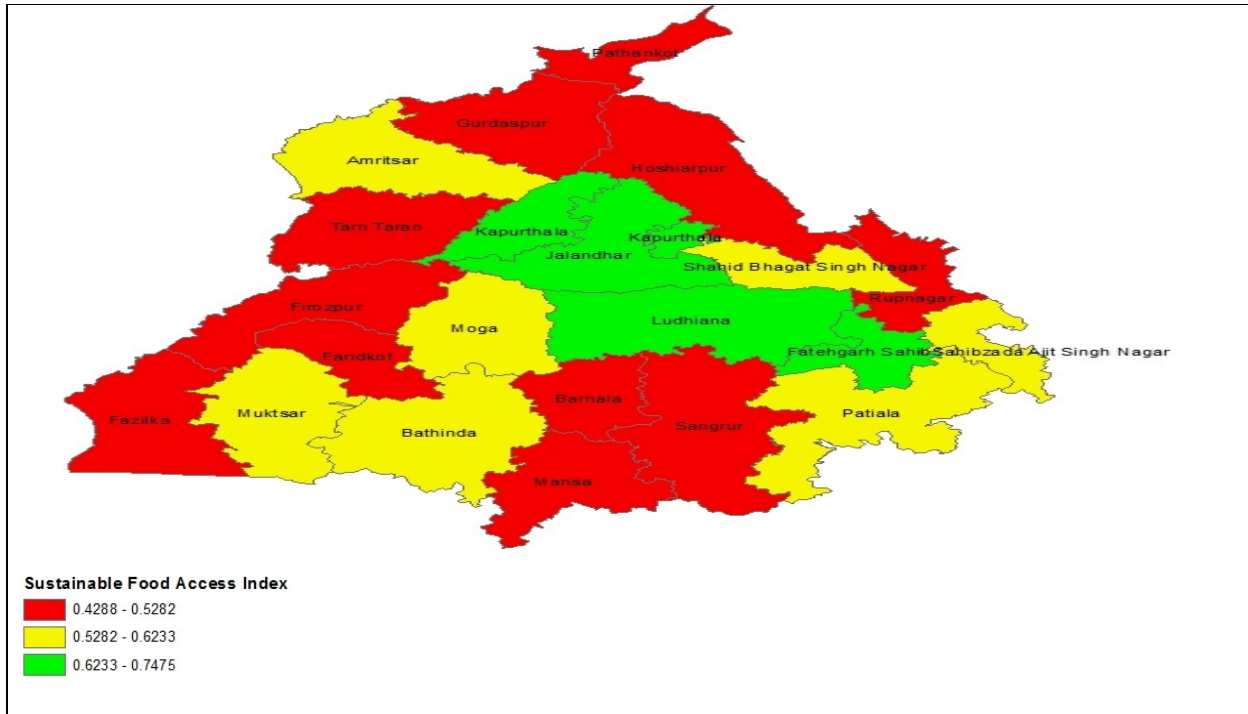 Pathankot
Gurdaspur
Amritsar
Hoshiarpur
Tarn Taran
Kapurthala
Kapurthala
Jalandhar
Shahid Bhagat Singh Nagar
Rupnagar
Firozpur
Moga
Ludhiana
Faridkot
Fatehgarh Sahib
Sahibzada Ajit Singh Nagar
Barnala
Muktsar
Patiala
Fazilka
Bathinda
Sangrur
Mansa
Sustainable Food Access Index
0.4288 - 0.5282
0.5282 - 0.6233
0.6233 - 0.7475